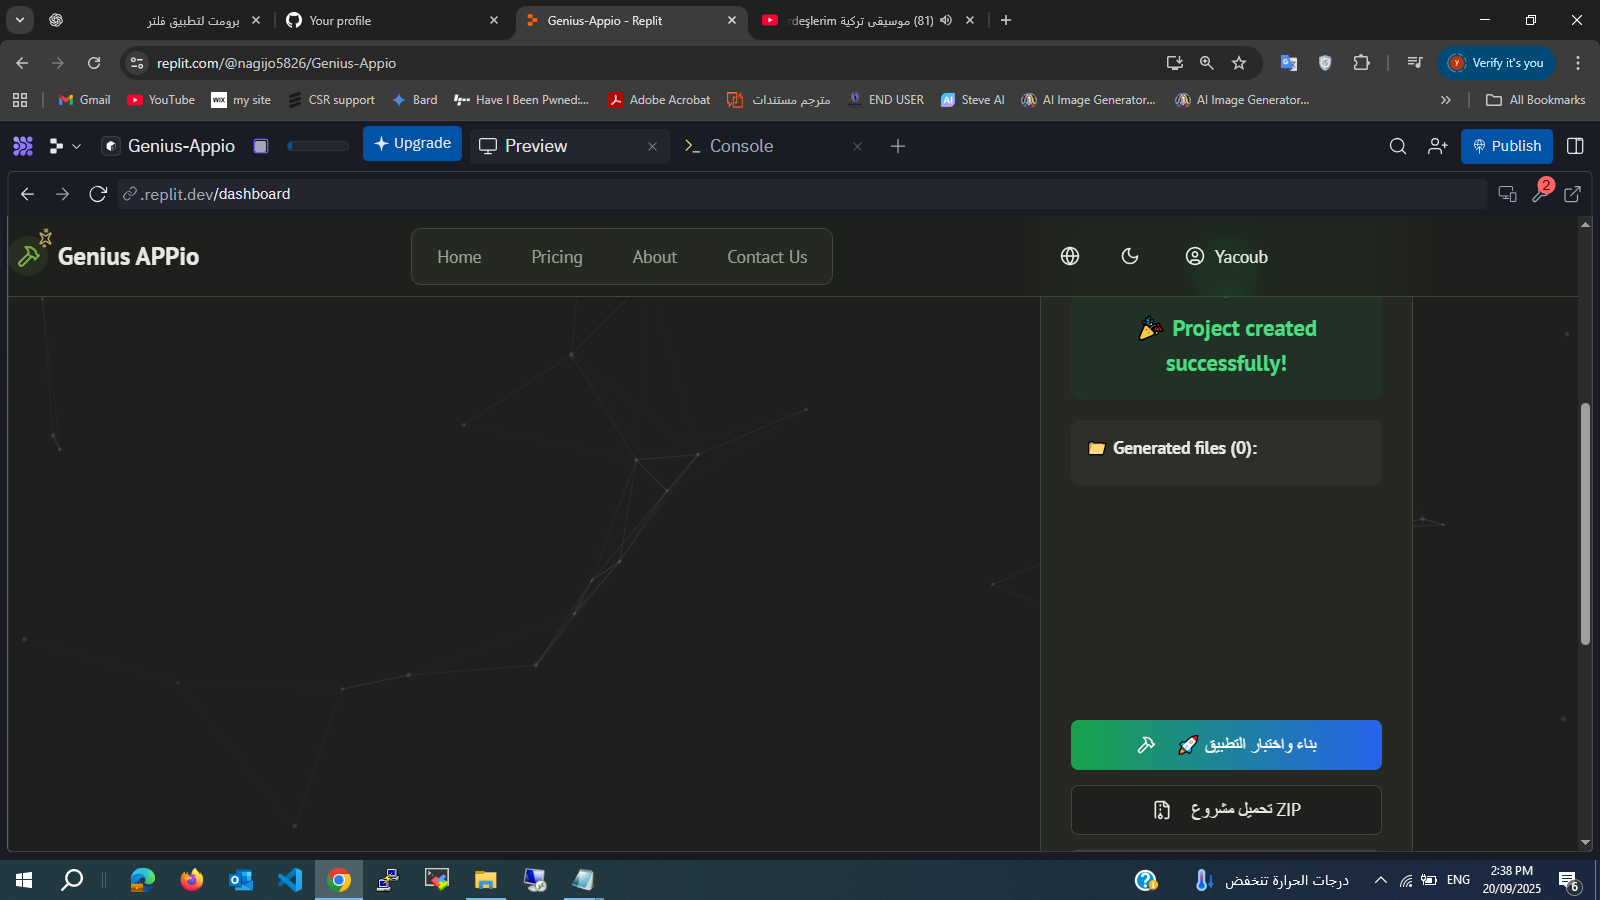 برومت لتطبيق فلتر
Your profile
Genius-Appio - Replit
(81) موسيقى تركية rdeşlerim
replit.com/@nagijo5826/Genius-Appio
Verify it's you
Gmail
YouTube
WiX my site
CSR support
Bard
Have I Been Pwned:...
Adobe Acrobat
مترجم مستندات
END USER
Steve AI
AI Image Generator...
AI Image Generator...
All Bookmarks
Genius-Appio
Upgrade
Preview
Console
Publish
.replit.dev/dashboard
2
Genius APPio
Home
Pricing
About
Contact Us
Yacoub
🎉 Project created
successfully!
📁 Generated files (0):
بناء واختبار التطبيق 🚀
تحميل مشروع ZIP
درجات الحرارة تنخفض
ENG
2:38 PM
20/09/2025
6